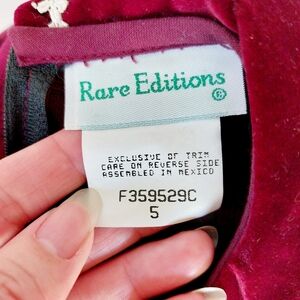 Rare Editions®
EXCLUSIVE OF TRIM
CARE ON REVERSE SIDE
ASSEMBLED IN MEXICO
F359529C
5